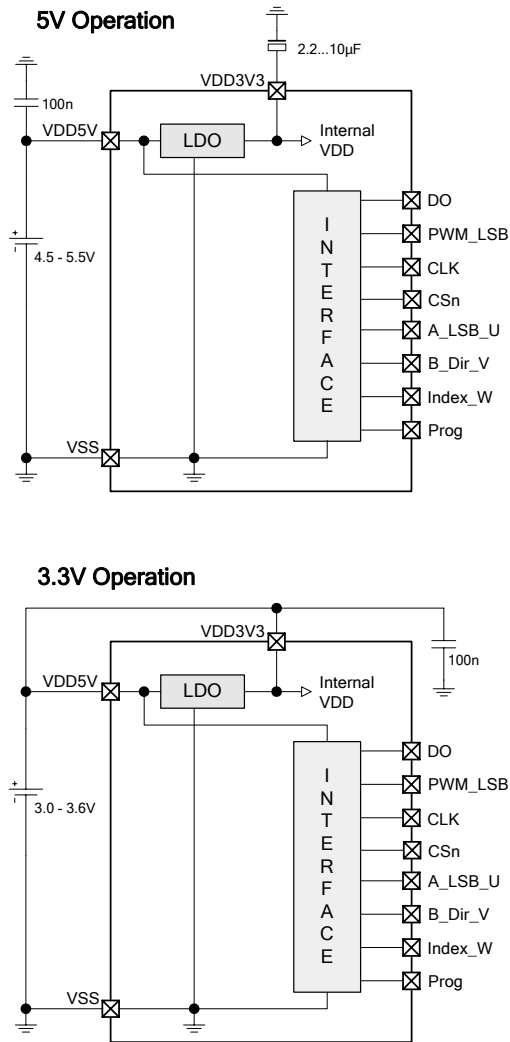 5V Operation
2.2...10µF
VDD3V3
100n
VDD5V
LDO
Internal
VDD
4.5 - 5.5V
+
-
INTERFACE
DO
PWM_LSB
CLK
CSn
A_LSB_U
B_Dir_V
Index_W
Prog
VSS
3.3V Operation
VDD3V3
100n
VDD5V
LDO
Internal
VDD
+
-
3.0 - 3.6V
INTERFACE
DO
PWM_LSB
CLK
CSn
A_LSB_U
B_Dir_V
Index_W
Prog
VSS